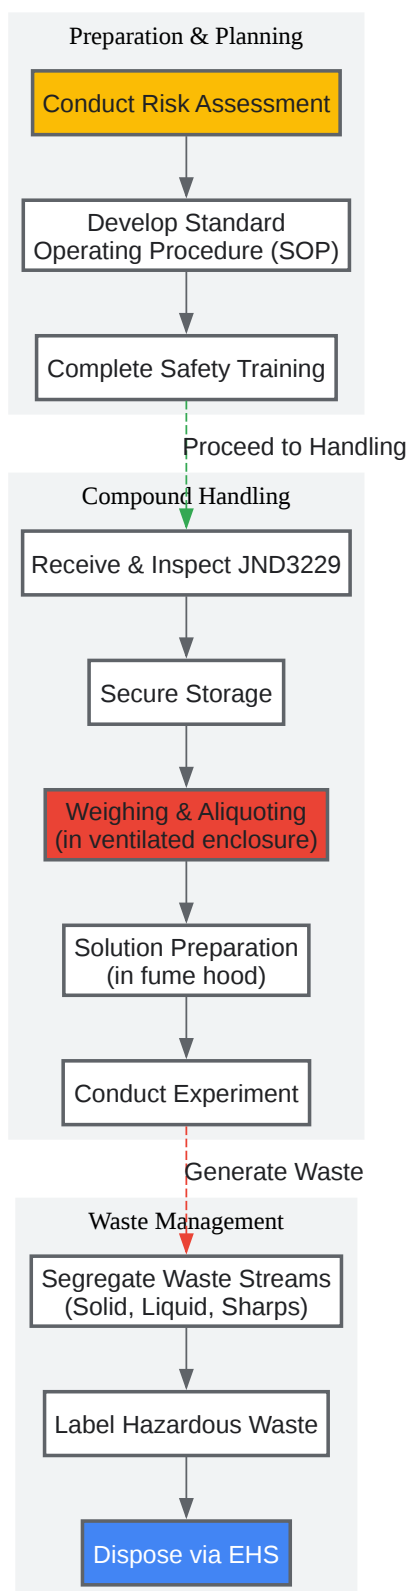 Preparation & Planning
Conduct Risk Assessment
Develop Standard
Operating Procedure (SOP)
Complete Safety Training
Proceed to Handling
Compound Handling
Receive & Inspect JND3229
Secure Storage
Weighing & Aliquoting
(in ventilated enclosure)
Solution Preparation
(in fume hood)
Conduct Experiment
Generate Waste
Waste Management
Segregate Waste Streams
(Solid, Liquid, Sharps)
Label Hazardous Waste
Dispose via EHS